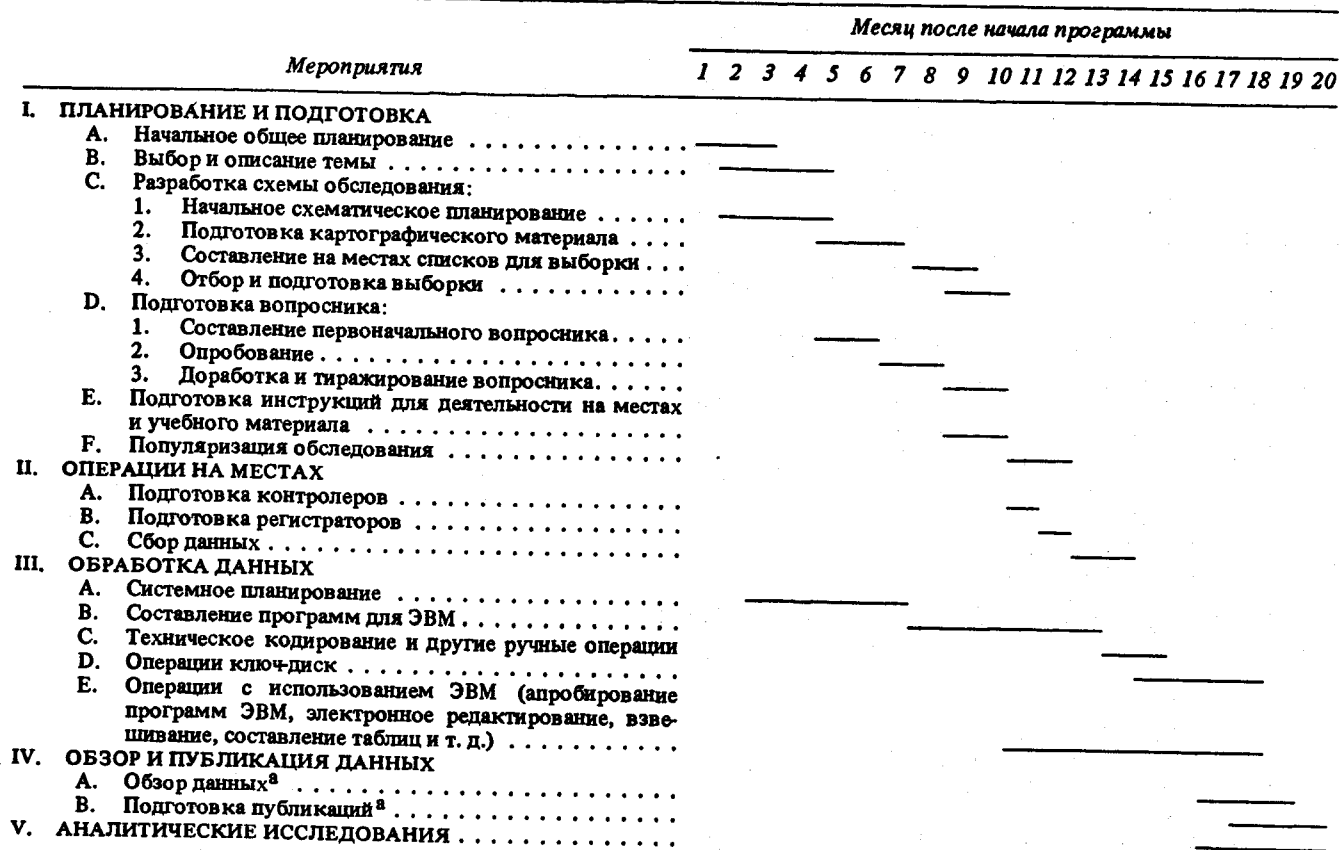 Месяц после начала программы
Мероприятия
1 2 3 4 5 6 7 8 9 10 11 12 13 14 15 16 17 18 19 20
I. ПЛАНИРОВАНИЕ И ПОДГОТОВКА
A. Начальное общее планирование . . . . . . . . . . . . . .
B. Выбор и описание темы . . . . . . . . . . . . . . . . . . .
C. Разработка схемы обследования:
1. Начальное схематическое планирование . . . . . .
2. Подготовка картографического материала . . . .
3. Составление на местах списков для выборки . . .
4. Отбор и подготовка выборки . . . . . . . . . . . .
D. Подготовка вопросника:
1. Составление первоначального вопросника. . . . .
2. Опробование . . . . . . . . . . . . . . . . . . . . .
3. Доработка и тиражирование вопросника. . . . . .
E. Подготовка инструкций для деятельности на местах
и учебного материала . . . . . . . . . . . . . . . . . . . .
F. Популяризация обследования . . . . . . . . . . . . . . .
II. ОПЕРАЦИИ НА МЕСТАХ
A. Подготовка контролеров . . . . . . . . . . . . . . . . . .
B. Подготовка регистраторов . . . . . . . . . . . . . . . . .
C. Сбор данных . . . . . . . . . . . . . . . . . . . . . . . . . .
III. ОБРАБОТКА ДАННЫХ
A. Системное планирование . . . . . . . . . . . . . . . . . .
B. Составление программ для ЭВМ . . . . . . . . . . . . . .
C. Техническое кодирование и другие ручные операции
D. Операции ключ-диск . . . . . . . . . . . . . . . . . . . . .
E. Операции с использованием ЭВМ (апробирование
программ ЭВМ, электронное редактирование, взве-
шивание, составление таблиц и т. д.) . . . . . . . . . . .
IV. ОБЗОР И ПУБЛИКАЦИЯ ДАННЫХ
A. Обзор данныхᵃ . . . . . . . . . . . . . . . . . . . . . . . .
B. Подготовка публикацийᵃ . . . . . . . . . . . . . . . . . .
V. АНАЛИТИЧЕСКИЕ ИССЛЕДОВАНИЯ . . . . . . . . . . . . . .